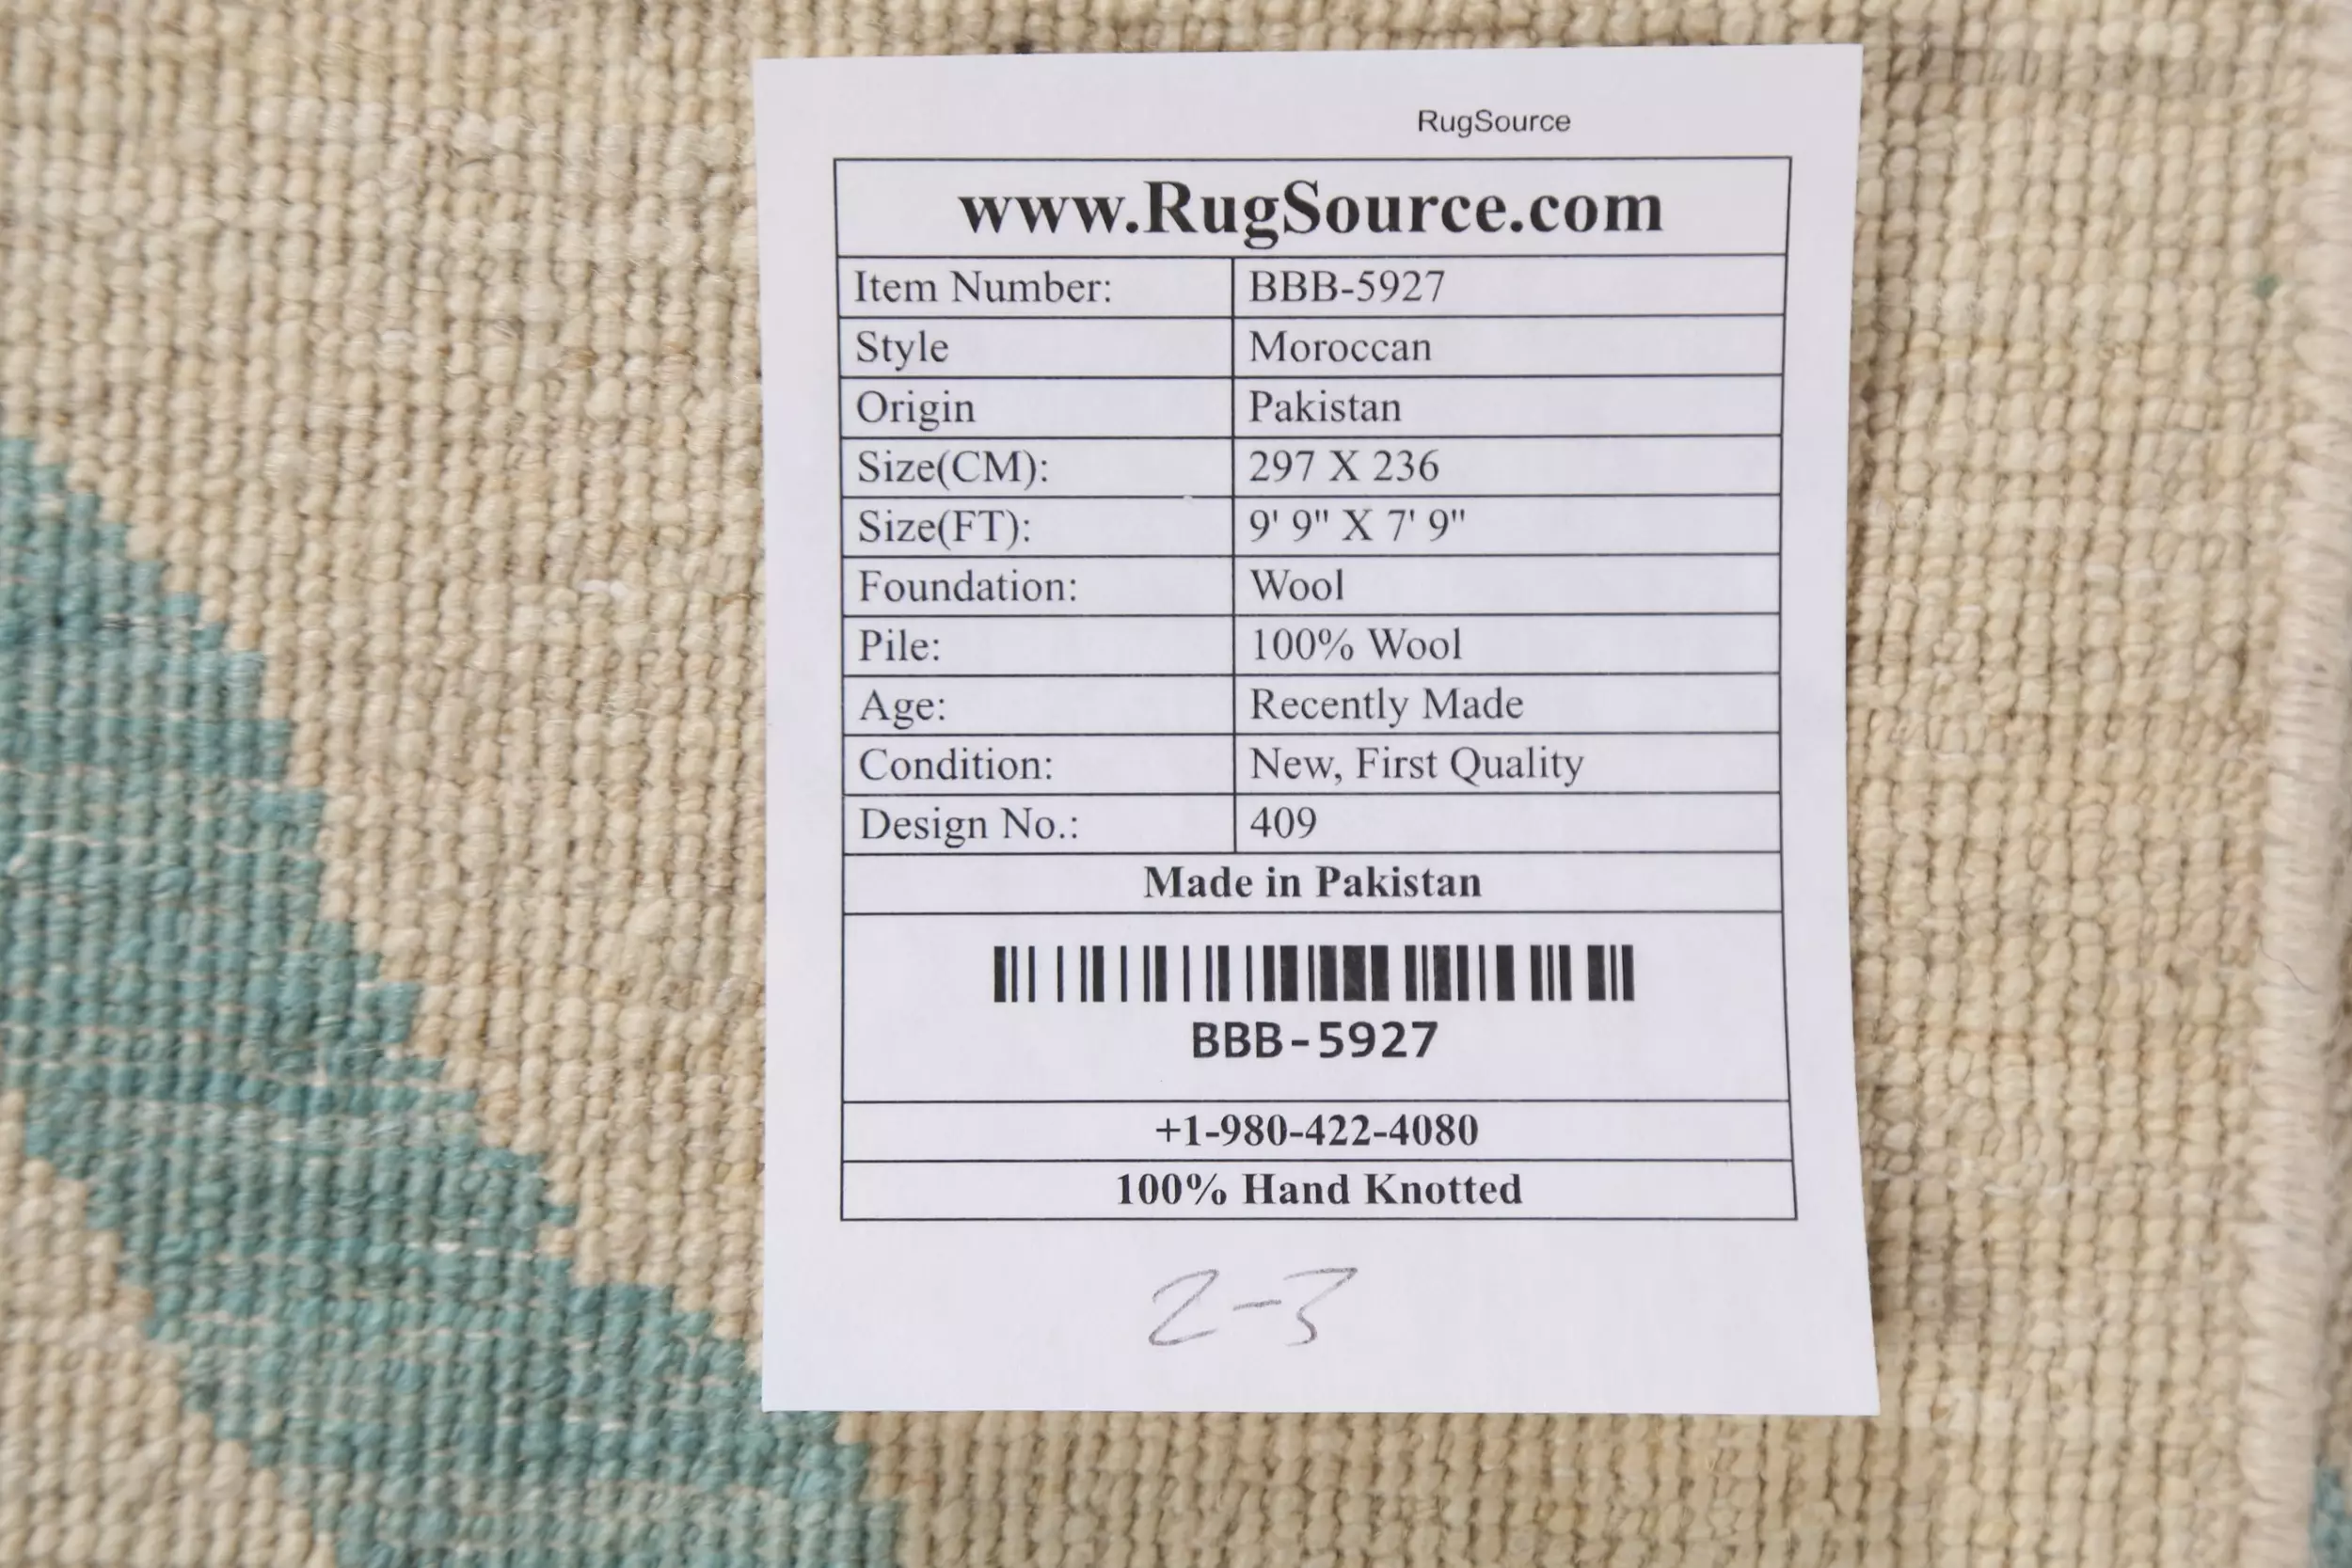 RugSource
www.RugSource.com
Item Number: BBB-5927
Style Moroccan
Origin Pakistan
Size(CM): 297 X 236
Size(FT): 9' 9" X 7' 9"
Foundation: Wool
Pile: 100% Wool
Age: Recently Made
Condition: New, First Quality
Design No.: 409
Made in Pakistan
BBB-5927
+1-980-422-4080
100% Hand Knotted
2-3